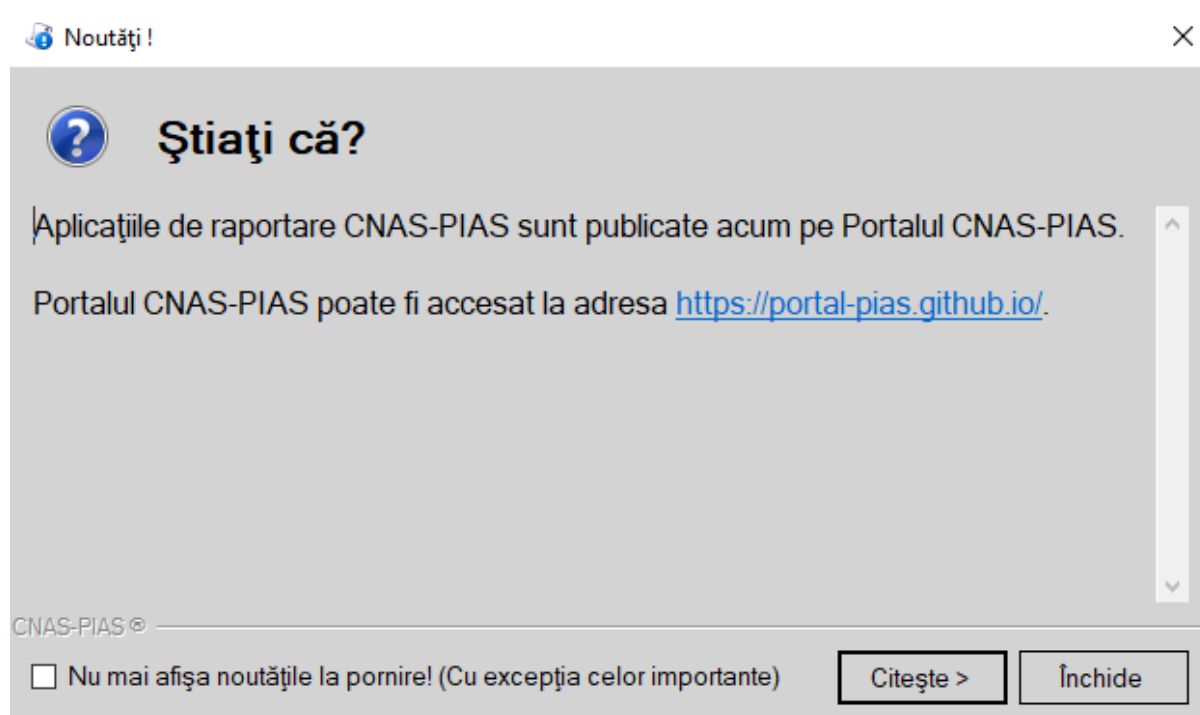 Noutăţi !
Ştiaţi că?
Aplicaţiile de raportare CNAS-PIAS sunt publicate acum pe Portalul CNAS-PIAS.
Portalul CNAS-PIAS poate fi accesat la adresa https://portal-pias.github.io/.
CNAS-PIAS ®
Nu mai afişa noutăţile la pornire! (Cu excepţia celor importante)
Citeşte >
Închide